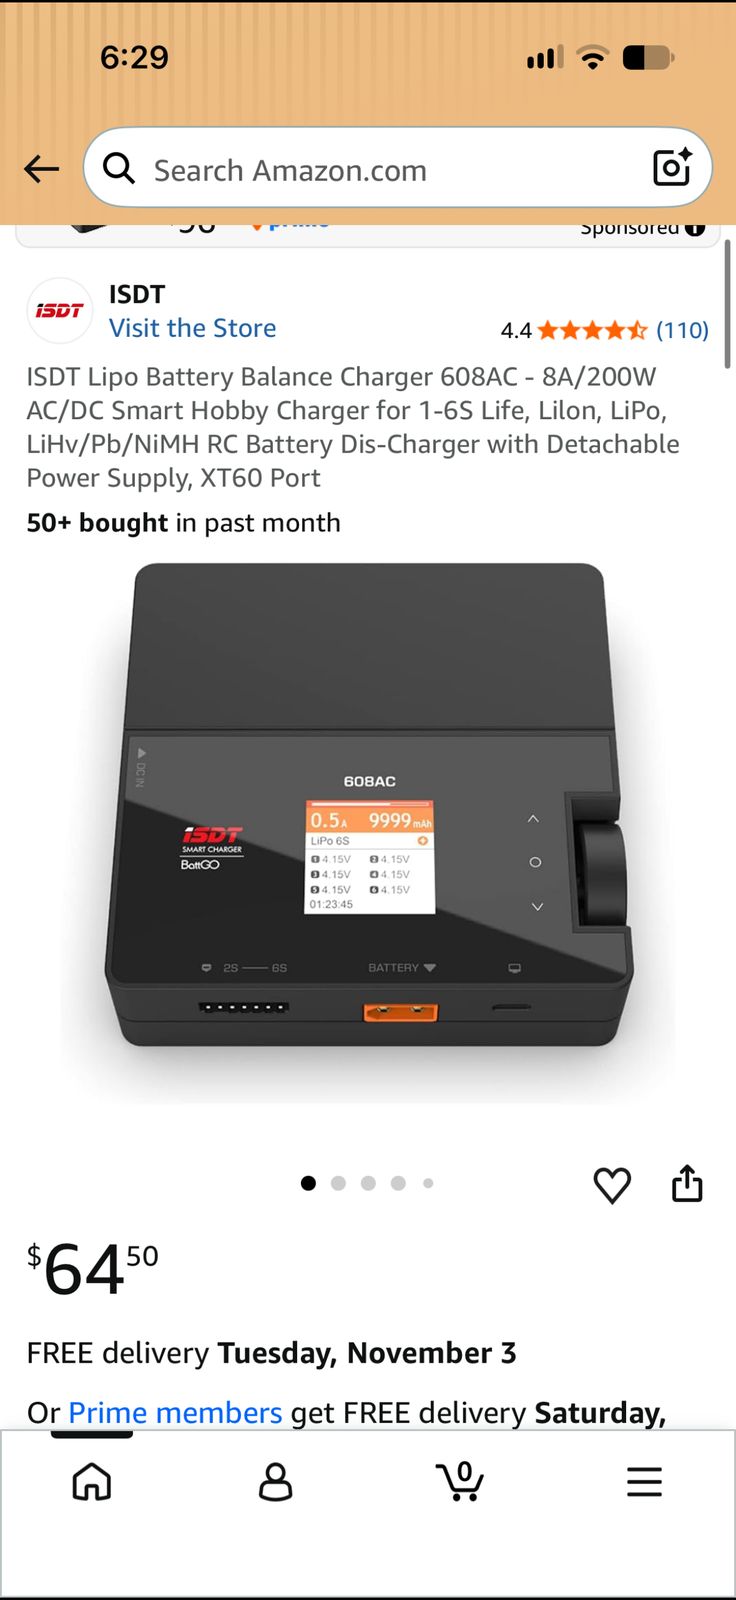 6:29
Search Amazon.com
Sponsored
ISDT
ISDT
Visit the Store
4.4 (110)
ISDT Lipo Battery Balance Charger 608AC - 8A/200W
AC/DC Smart Hobby Charger for 1-6S Life, Lilon, LiPo,
LiHv/Pb/NiMH RC Battery Dis-Charger with Detachable
Power Supply, XT60 Port
50+ bought in past month
DC IN
608AC
0.5A 9999mAh
LiPo 6S
1 4.15V 2 4.15V
3 4.15V 4 4.15V
5 4.15V 6 4.15V
01:23:45
ISDT
SMART CHARGER
BattGO
2S — 6S
BATTERY
$64 50
FREE delivery Tuesday, November 3
Or Prime members get FREE delivery Saturday,
0